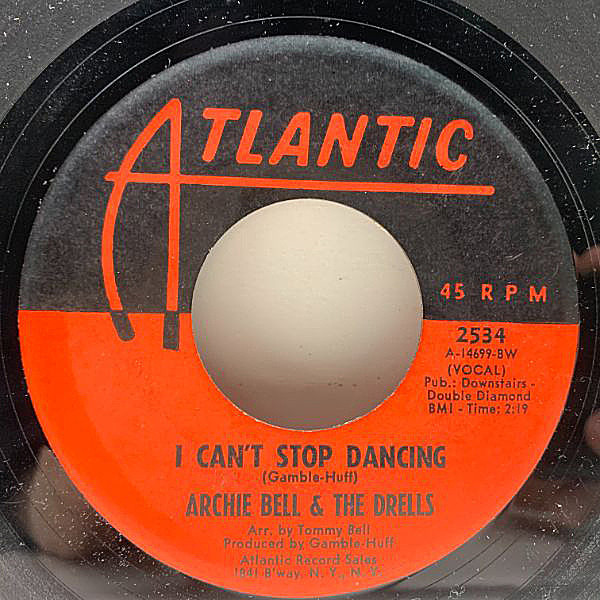 ATLANTIC
45 RPM
2534
A-14699-BW
(VOCAL)
Pub.: Downstairs -
Double Diamond
BMI - Time: 2:19
I CAN'T STOP DANCING
(Gamble-Huff)
ARCHIE BELL & THE DRELLS
Arr. by Tommy Bell
Produced by Gamble-Huff
Atlantic Record Sales
1841 B'way, N. Y., N. Y.